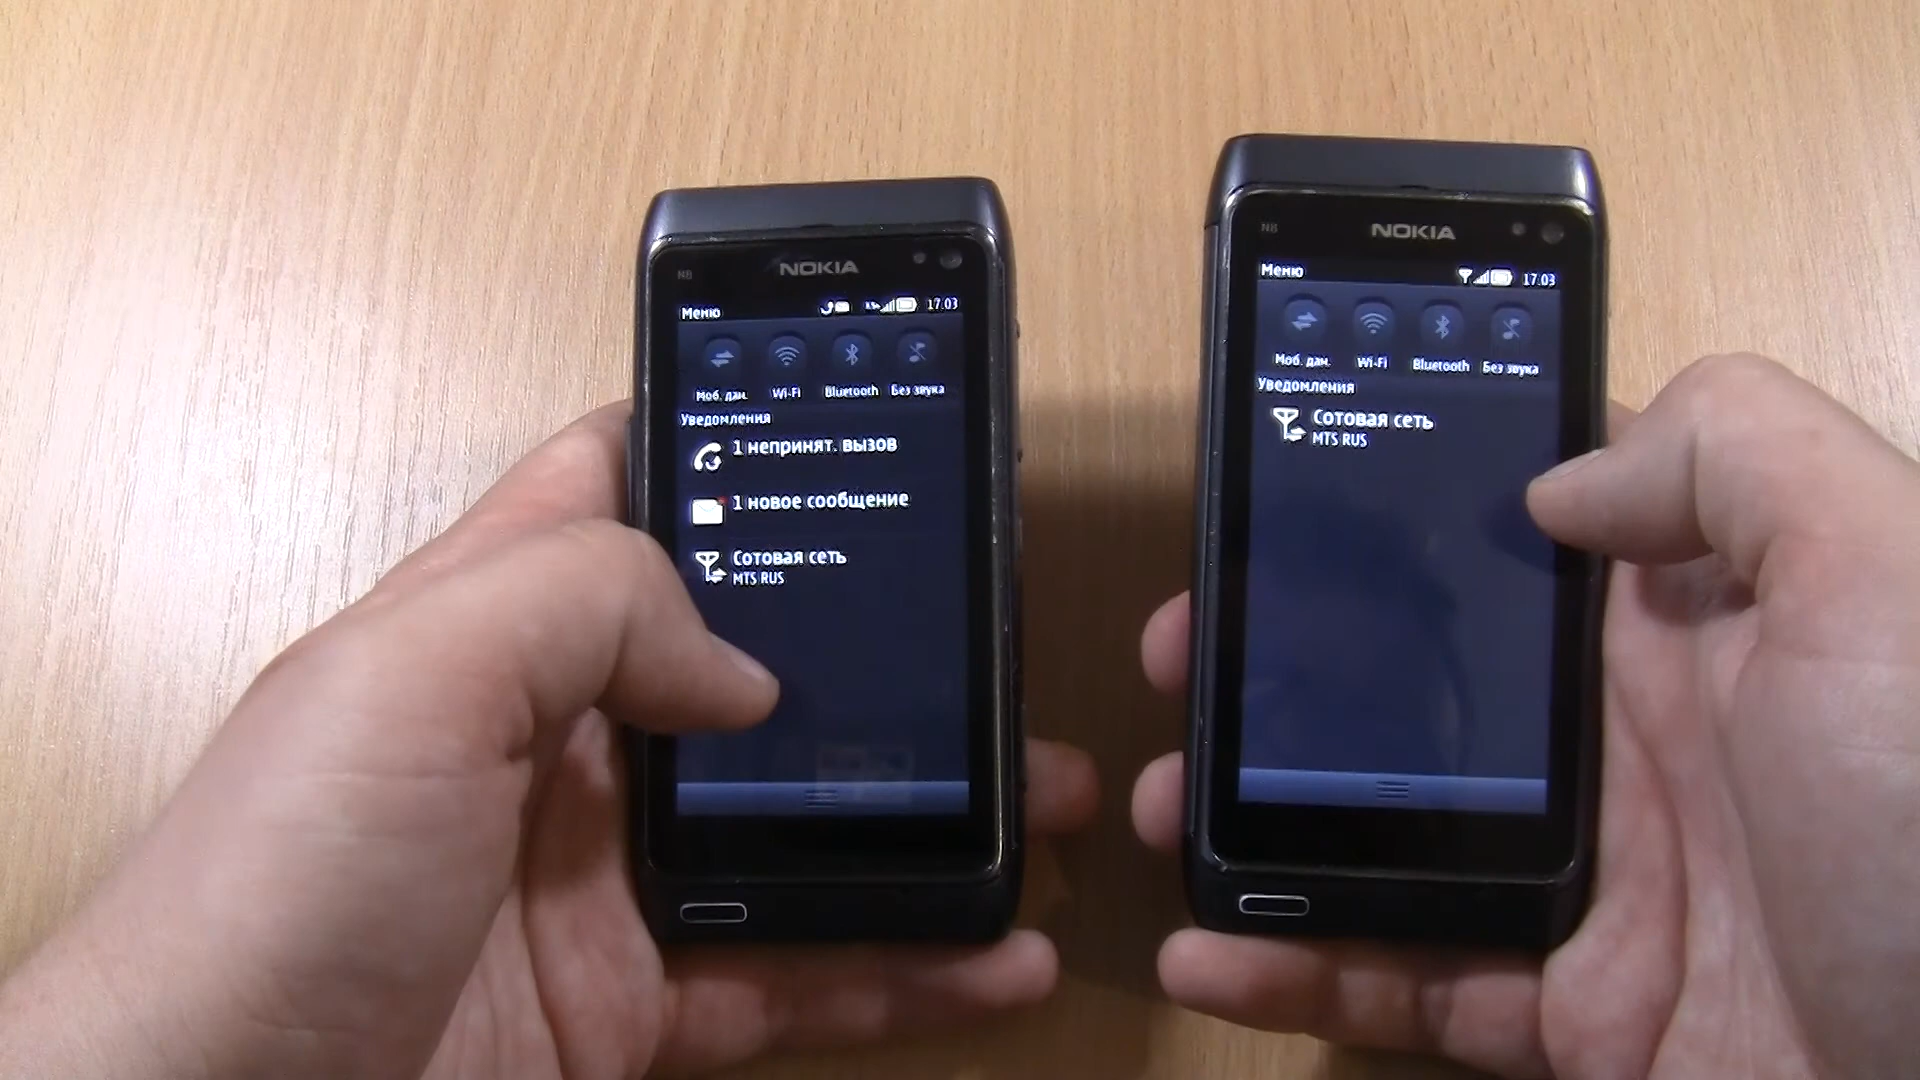 NOKIA
N8
Меню
17.03
Моб. дан.
Wi-Fi
Bluetooth
Без звука
Уведомления
1 непринят. вызов
1 новое сообщение
Сотовая сеть
MTS RUS
NOKIA
N8
Меню
17.03
Моб. дан.
Wi-Fi
Bluetooth
Без звука
Уведомления
Сотовая сеть
MTS RUS